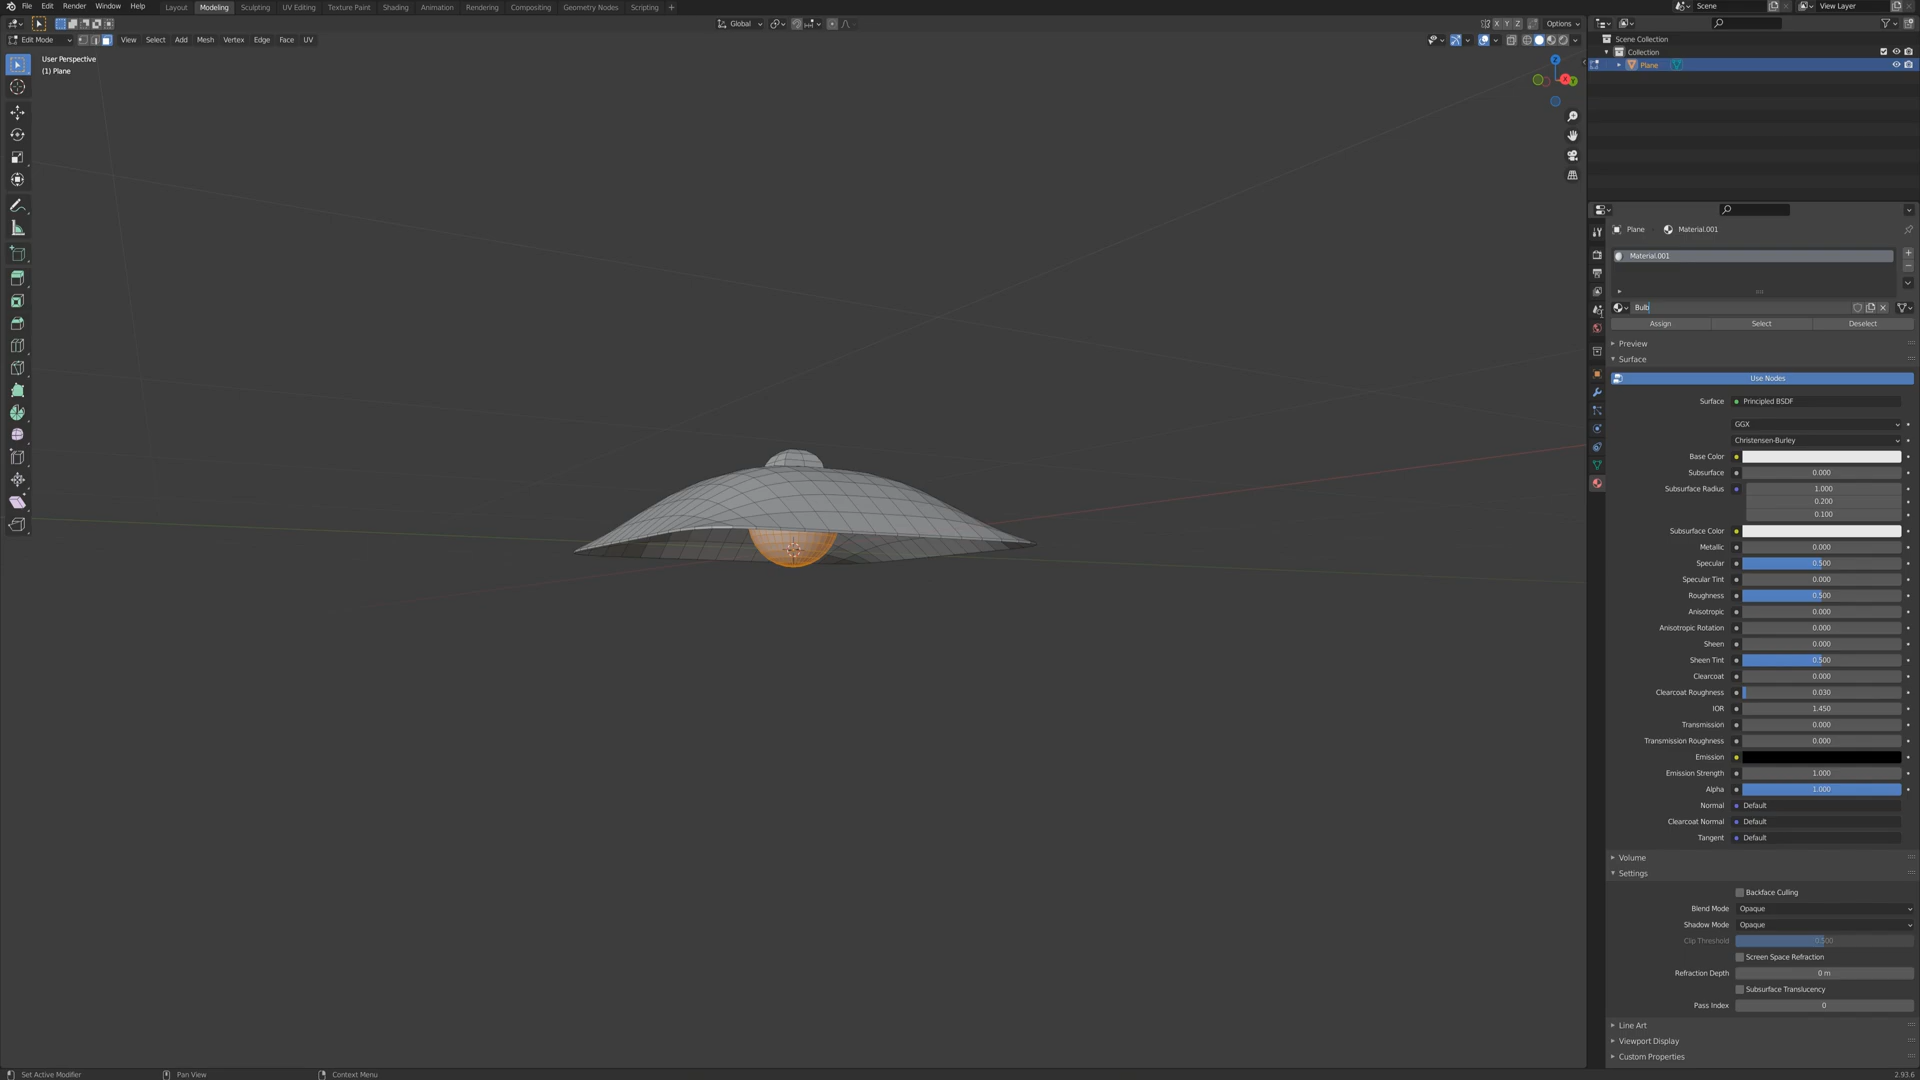 File Edit Render Window Help Layout Modeling Sculpting UV Editing Texture Paint Shading Animation Rendering Compositing Geometry Nodes Scripting + Scene View Layer
Global X Y Z Options
Edit Mode View Select Add Mesh Vertex Edge Face UV
User Perspective
(1) Plane
Z
X
Y
Scene Collection
Collection
Plane
Plane Material.001
Material.001
Bulb
Assign Select Deselect
Preview
Surface
Use Nodes
Surface Principled BSDF
GGX
Christensen-Burley
Base Color
Subsurface 0.000
Subsurface Radius 1.000
0.200
0.100
Subsurface Color
Metallic 0.000
Specular 0.500
Specular Tint 0.000
Roughness 0.500
Anisotropic 0.000
Anisotropic Rotation 0.000
Sheen 0.000
Sheen Tint 0.500
Clearcoat 0.000
Clearcoat Roughness 0.030
IOR 1.450
Transmission 0.000
Transmission Roughness 0.000
Emission
Emission Strength 1.000
Alpha 1.000
Normal Default
Clearcoat Normal Default
Tangent Default
Volume
Settings
Backface Culling
Blend Mode Opaque
Shadow Mode Opaque
Clip Threshold 0.500
Screen Space Refraction
Refraction Depth 0 m
Subsurface Translucency
Pass Index 0
Line Art
Viewport Display
Custom Properties
Set Active Modifier Pan View Context Menu 2.93.6